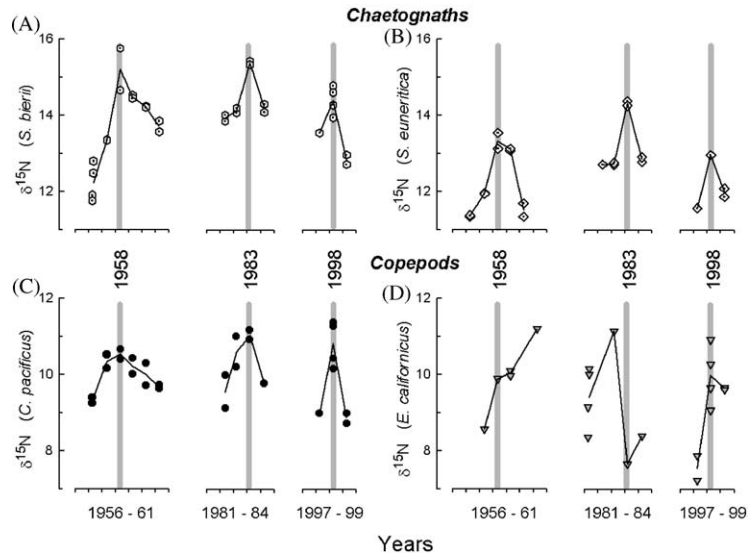 Chaetognaths
(A)
(B)
16
14
12
δ15N (S. bierii)
16
14
12
δ15N (S. euneritica)
1958
1983
1998
1958
1983
1998
Copepods
(C)
(D)
12
10
8
δ15N (C. pacificus)
12
10
8
δ15N (E. californicus)
1956 - 61
1981 - 84
1997 - 99
1956 - 61
1981 - 84
1997 - 99
Years